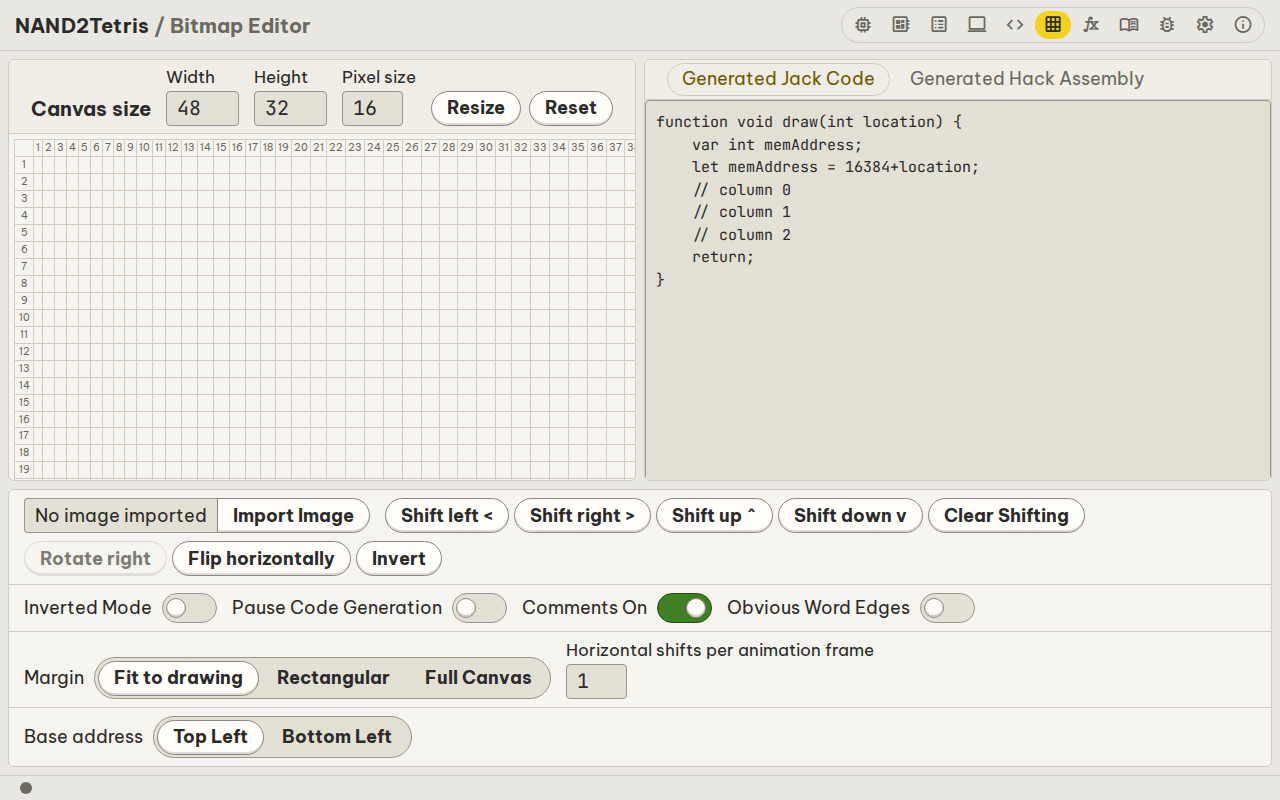 NAND2Tetris / Bitmap Editor
Canvas size
Width
48
Height
32
Pixel size
16
Resize
Reset
1 2 3 4 5 6 7 8 9 10 11 12 13 14 15 16 17 18 19 20 21 22 23 24 25 26 27 28 29 30 31 32 33 34 35 36 37
1
2
3
4
5
6
7
8
9
10
11
12
13
14
15
16
17
18
19
Generated Jack Code
Generated Hack Assembly
function void draw(int location) {
var int memAddress;
let memAddress = 16384+location;
// column 0
// column 1
// column 2
return;
}
No image imported
Import Image
Shift left <
Shift right >
Shift up ^
Shift down v
Clear Shifting
Rotate right
Flip horizontally
Invert
Inverted Mode
Pause Code Generation
Comments On
Obvious Word Edges
Margin
Fit to drawing
Rectangular
Full Canvas
Horizontal shifts per animation frame
1
Base address
Top Left
Bottom Left